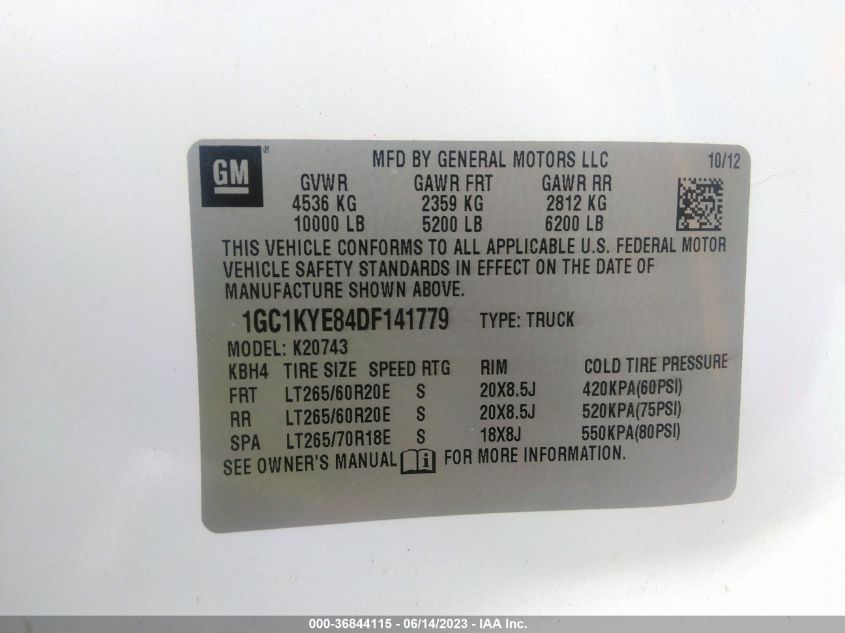 GM® MFD BY GENERAL MOTORS LLC 10/12
GVWR GAWR FRT GAWR RR
4536 KG 2359 KG 2812 KG
10000 LB 5200 LB 6200 LB
THIS VEHICLE CONFORMS TO ALL APPLICABLE U.S. FEDERAL MOTOR
VEHICLE SAFETY STANDARDS IN EFFECT ON THE DATE OF
MANUFACTURE SHOWN ABOVE.
1GC1KYE84DF141779 TYPE: TRUCK
MODEL: K20743
KBH4 TIRE SIZE SPEED RTG RIM COLD TIRE PRESSURE
FRT LT265/60R20E S 20X8.5J 420KPA(60PSI)
RR LT265/60R20E S 20X8.5J 520KPA(75PSI)
SPA LT265/70R18E S 18X8J 550KPA(80PSI)
SEE OWNER'S MANUAL i FOR MORE INFORMATION.
000-36844115 - 06/14/2023 - IAA Inc.